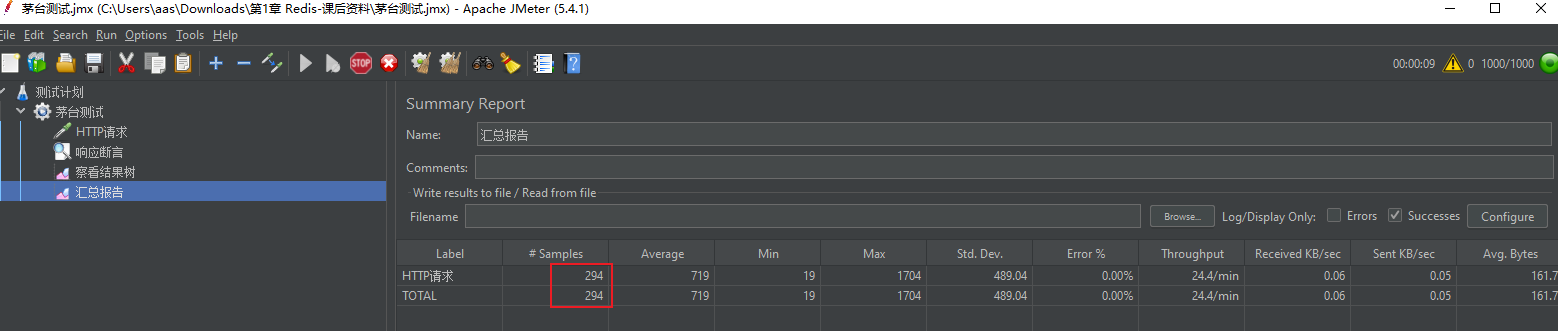 茅台测试.jmx (C:\Users\aas\Downloads\第1章 Redis-课后资料\茅台测试.jmx) - Apache JMeter (5.4.1)
File Edit Search Run Options Tools Help
STOP 00:00:09 0 1000/1000
测试计划
茅台测试
HTTP请求
响应断言
察看结果树
汇总报告
Summary Report
Name: 汇总报告
Comments:
Write results to file / Read from file
Filename Browse... Log/Display Only: Errors Successes Configure
Label # Samples Average Min Max Std. Dev. Error % Throughput Received KB/sec Sent KB/sec Avg. Bytes
HTTP请求 294 719 19 1704 489.04 0.00% 24.4/min 0.06 0.05 161.7
TOTAL 294 719 19 1704 489.04 0.00% 24.4/min 0.06 0.05 161.7